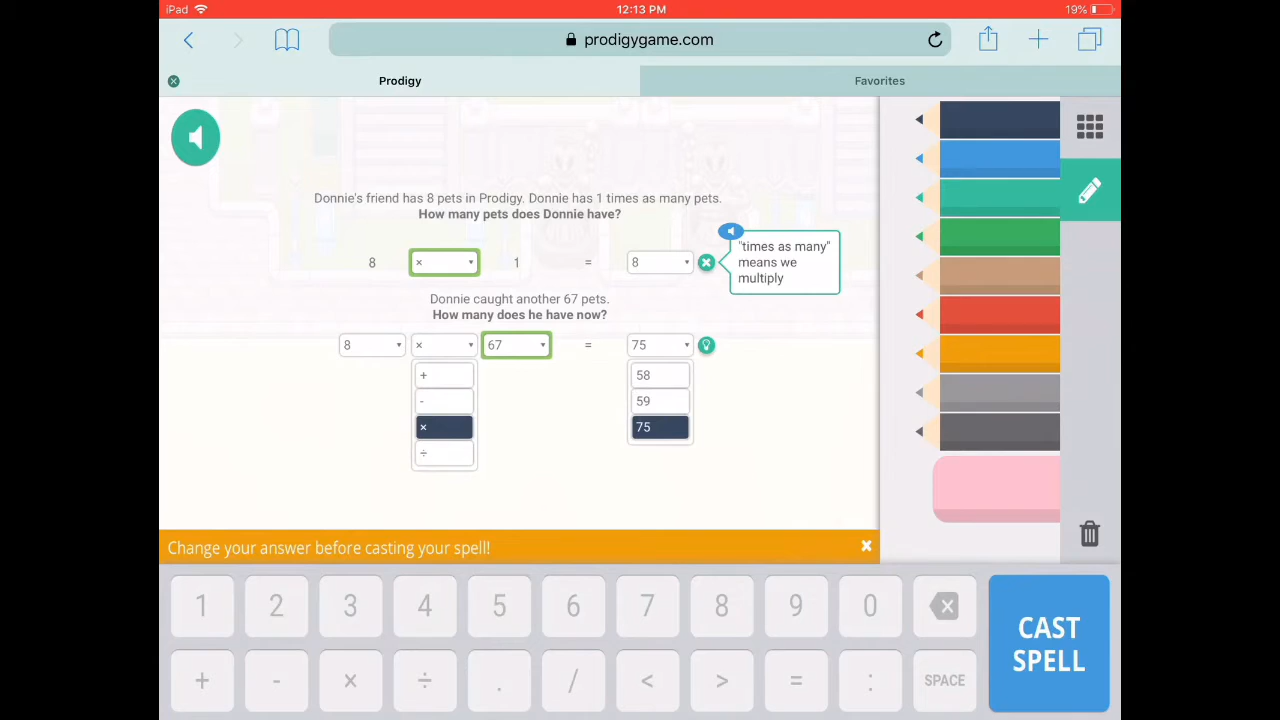 iPad 12:13 PM 19%
prodigygame.com
Prodigy Favorites
Donnie's friend has 8 pets in Prodigy. Donnie has 1 times as many pets.
How many pets does Donnie have?
8 × 1 = 8
"times as many"
means we
multiply
Donnie caught another 67 pets.
How many does he have now?
8 × 67 = 75
+ 58
- 59
× 75
÷
Change your answer before casting your spell!
1 2 3 4 5 6 7 8 9 0
+ - × ÷ . / < > = : SPACE
CAST
SPELL